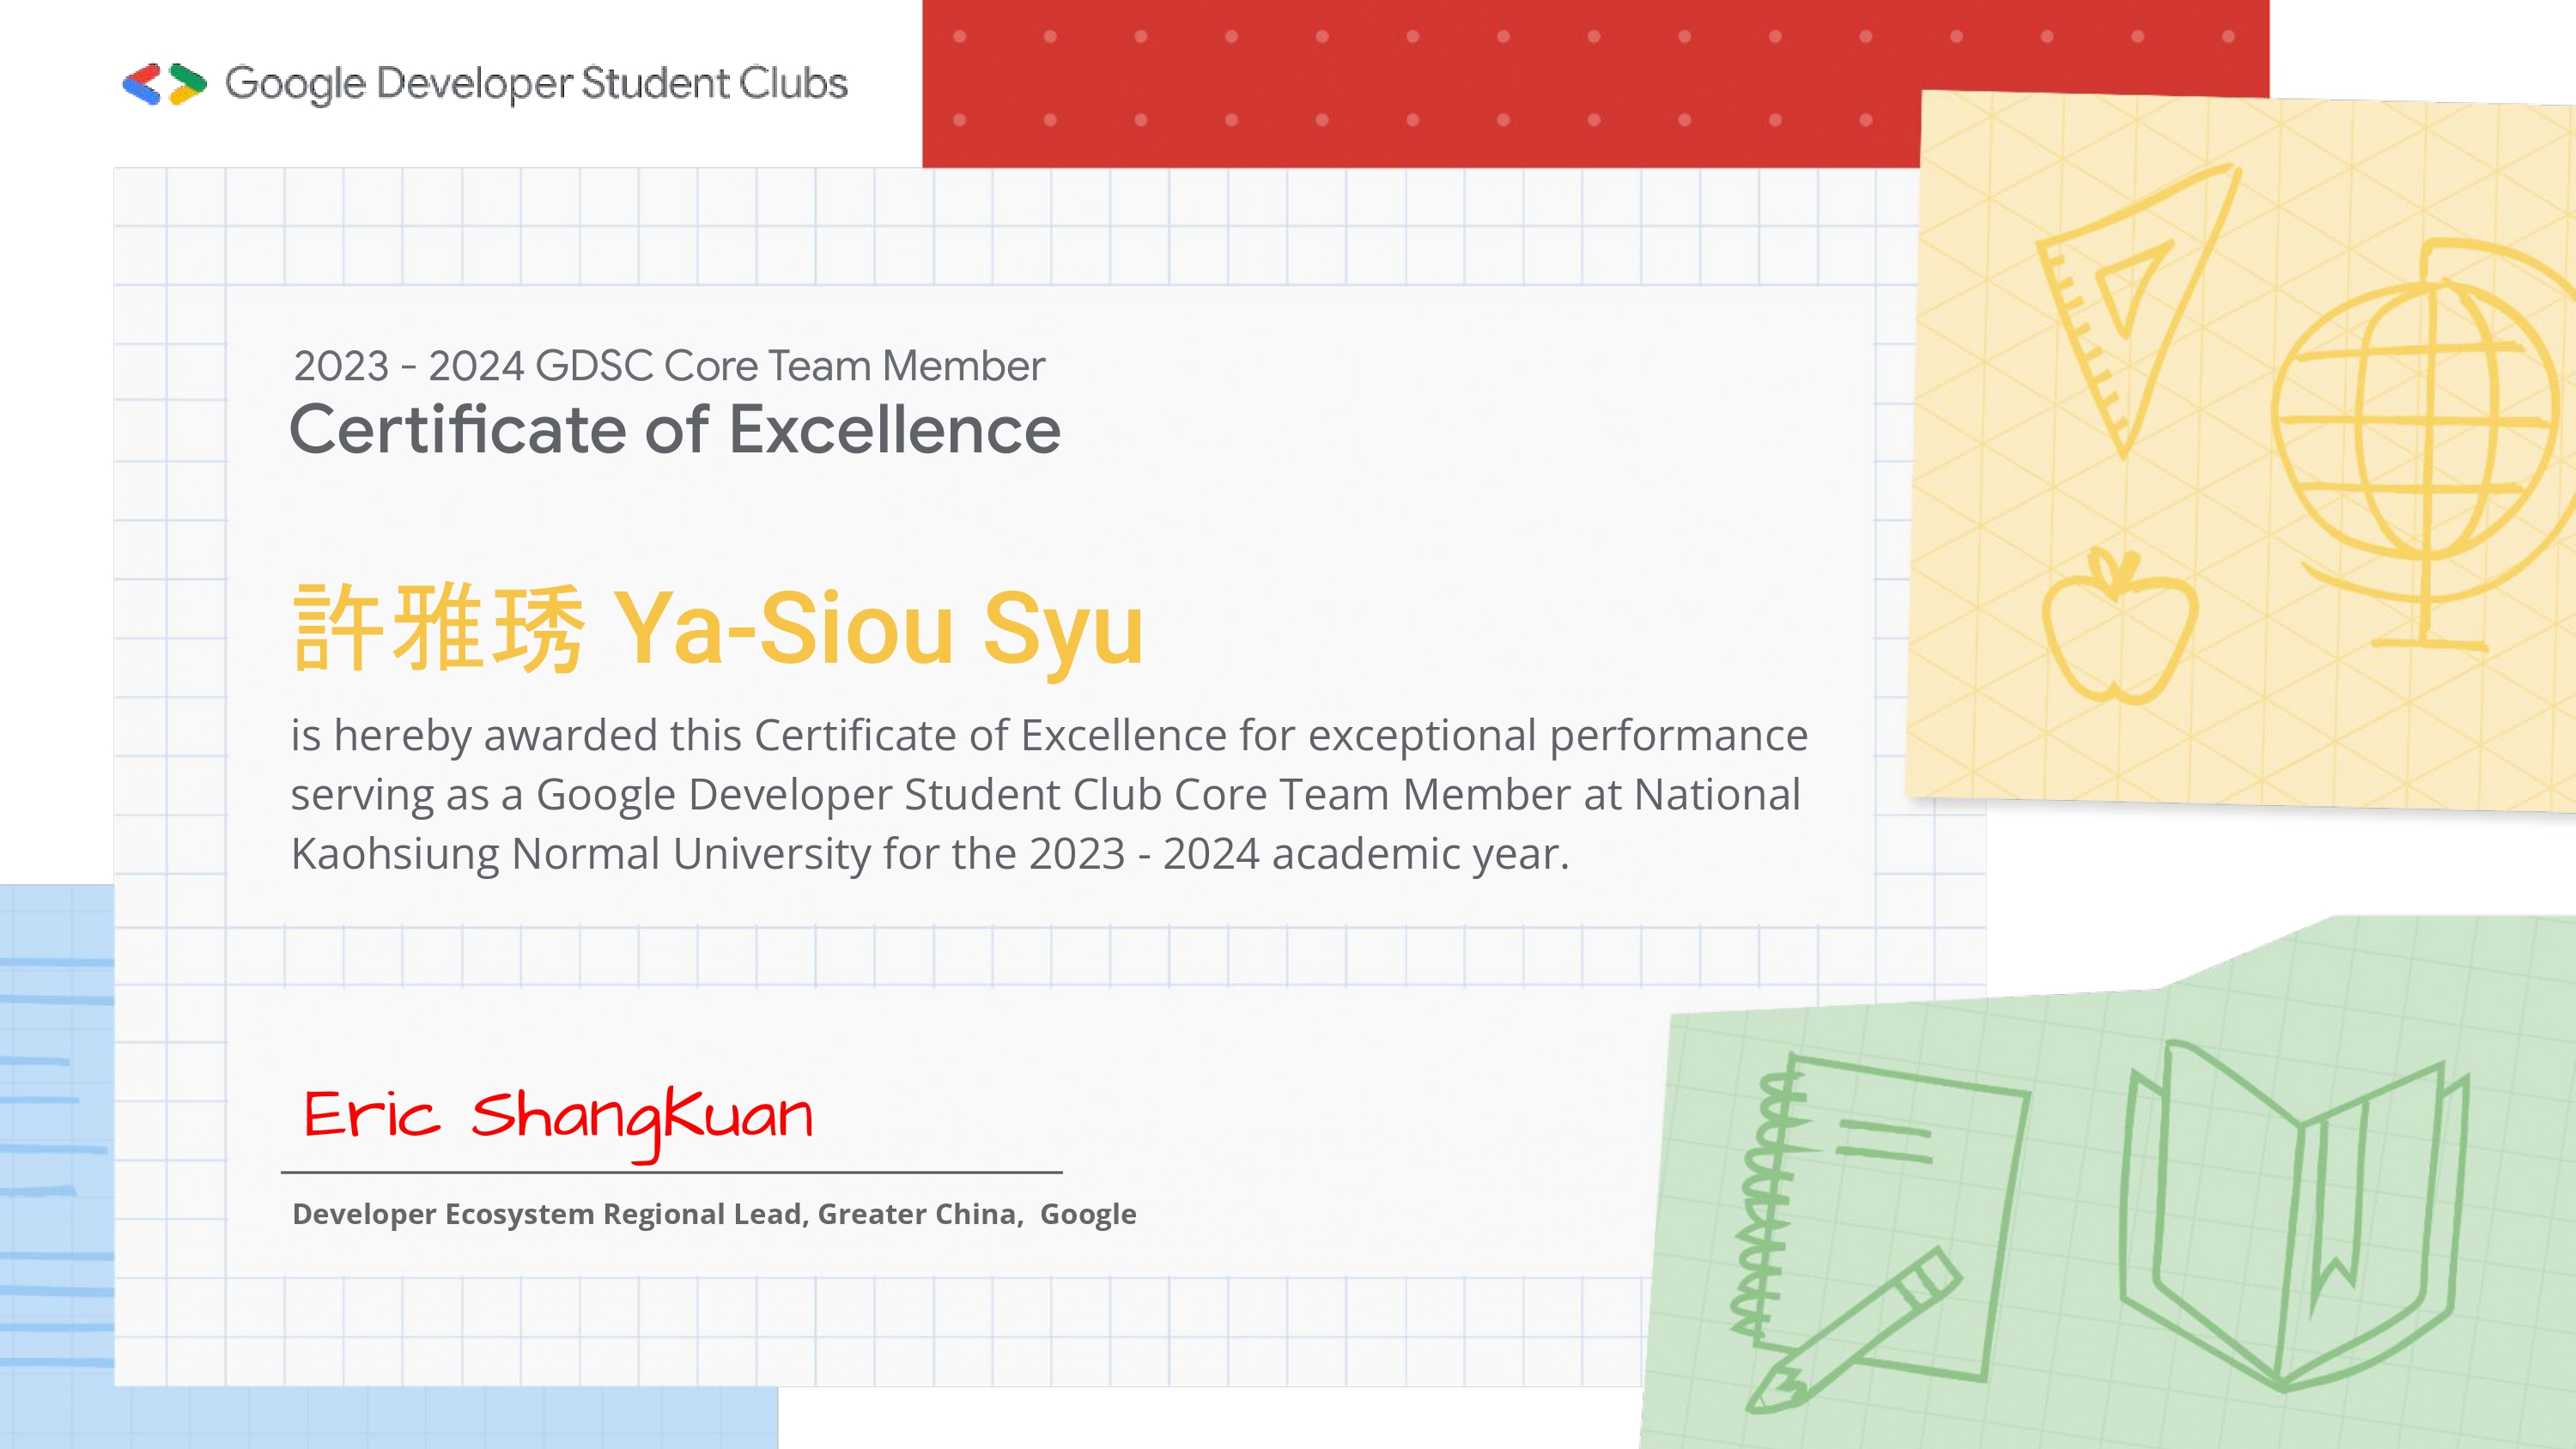 Google Developer Student Clubs
2023 - 2024 GDSC Core Team Member
Certificate of Excellence
許雅琇 Ya-Siou Syu
is hereby awarded this Certificate of Excellence for exceptional performance
serving as a Google Developer Student Club Core Team Member at National
Kaohsiung Normal University for the 2023 - 2024 academic year.
Eric ShangKuan
Developer Ecosystem Regional Lead, Greater China,  Google